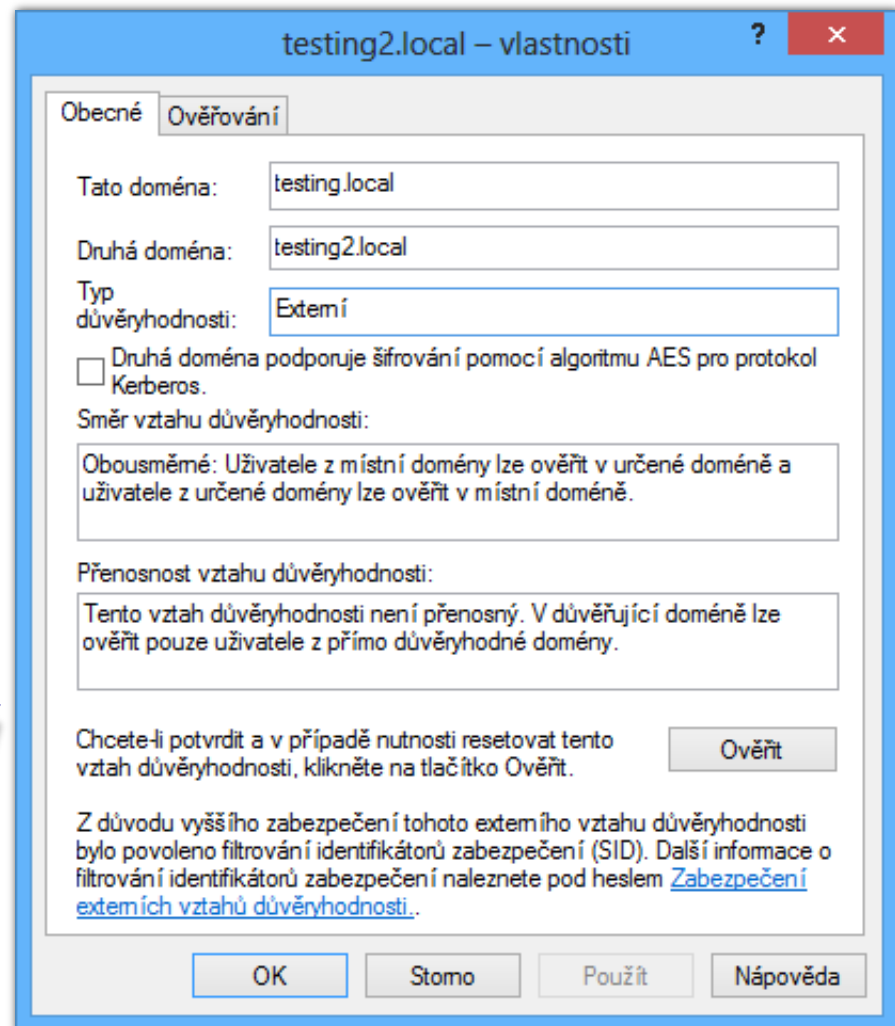 testing2.local – vlastnosti
?
×
Obecné
Ověřování
Tato doména:
testing.local
Druhá doména:
testing2.local
Typ
důvěryhodnosti:
Externí
Druhá doména podporuje šifrování pomocí algoritmu AES pro protokol
Kerberos.
Směr vztahu důvěryhodnosti:
Obousměrné: Uživatele z místní domény lze ověřit v určené doméně a
uživatele z určené domény lze ověřit v místní doméně.
Přenosnost vztahu důvěryhodnosti:
Tento vztah důvěryhodnosti není přenosný. V důvěřující doméně lze
ověřit pouze uživatele z přímo důvěryhodné domény.
Chcete-li potvrdit a v případě nutnosti resetovat tento
vztah důvěryhodnosti, klikněte na tlačítko Ověřit.
Ověřit
Z důvodu vyššího zabezpečení tohoto externího vztahu důvěryhodnosti
bylo povoleno filtrování identifikátorů zabezpečení (SID). Další informace o
filtrování identifikátorů zabezpečení naleznete pod heslem Zabezpečení
externích vztahů důvěryhodnosti..
OK
Storno
Použít
Nápověda